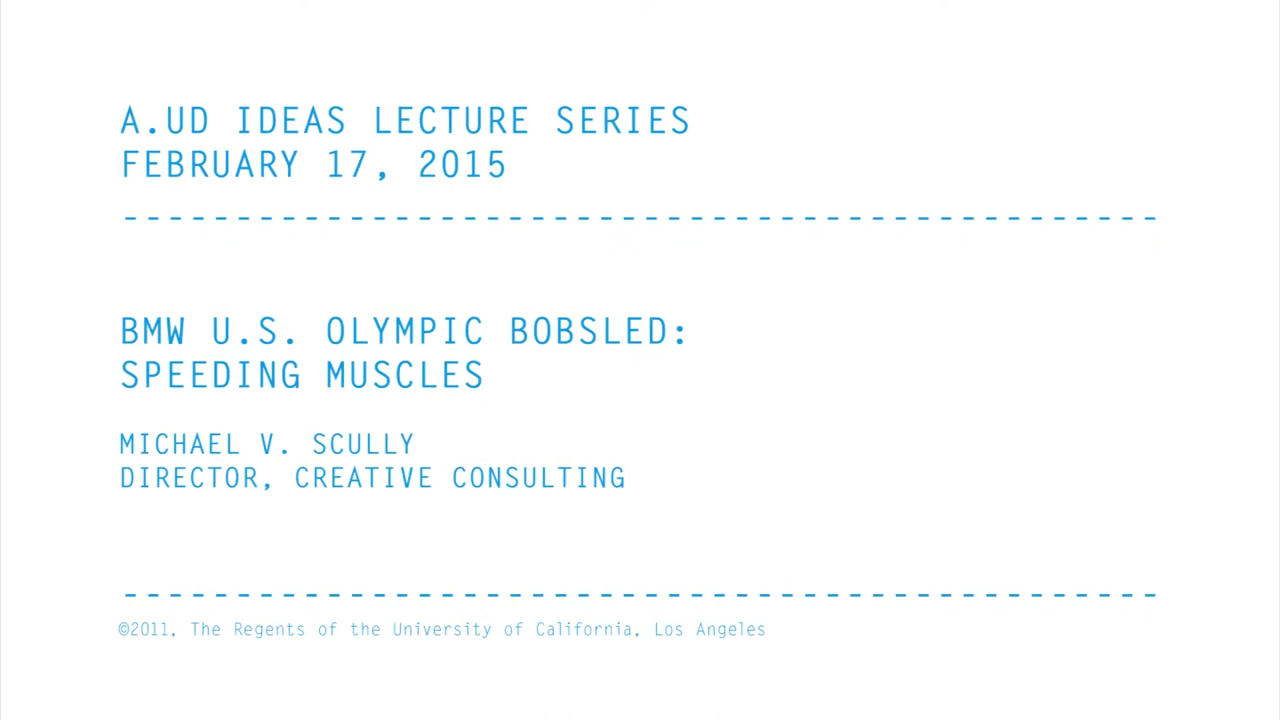 A.UD IDEAS LECTURE SERIES
FEBRUARY 17, 2015
BMW U.S. OLYMPIC BOBSLED:
SPEEDING MUSCLES
MICHAEL V. SCULLY
DIRECTOR, CREATIVE CONSULTING
©2011, The Regents of the University of California, Los Angeles